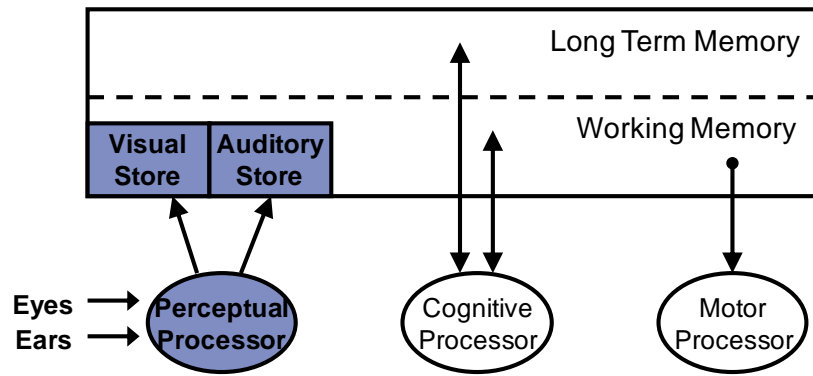 Long Term Memory
Working Memory
Visual
Store
Auditory
Store
Eyes
Ears
Perceptual
Processor
Cognitive
Processor
Motor
Processor